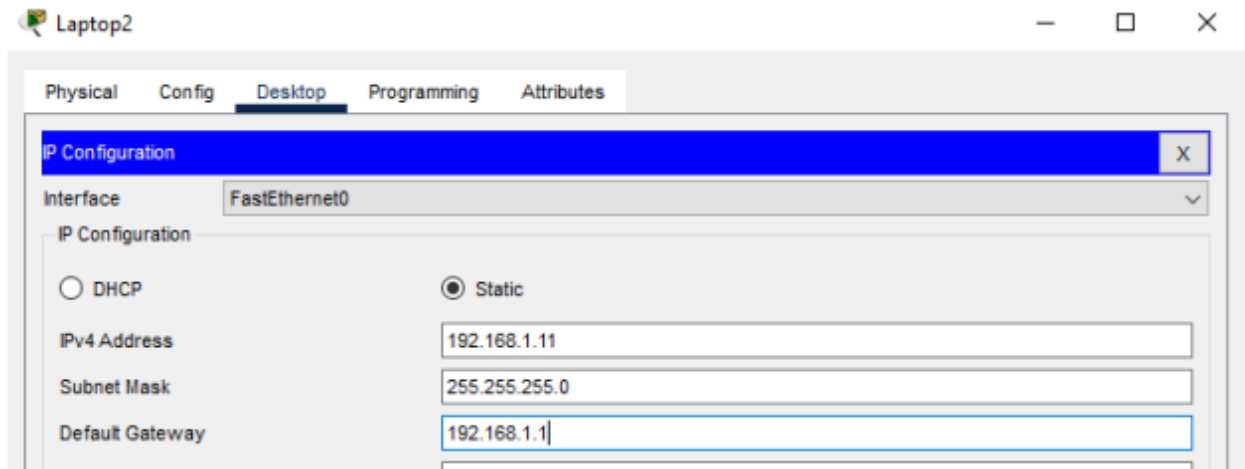 Laptop2
Physical Config Desktop Programming Attributes
IP Configuration X
Interface FastEthernet0
IP Configuration
DHCP Static
IPv4 Address 192.168.1.11
Subnet Mask 255.255.255.0
Default Gateway 192.168.1.1